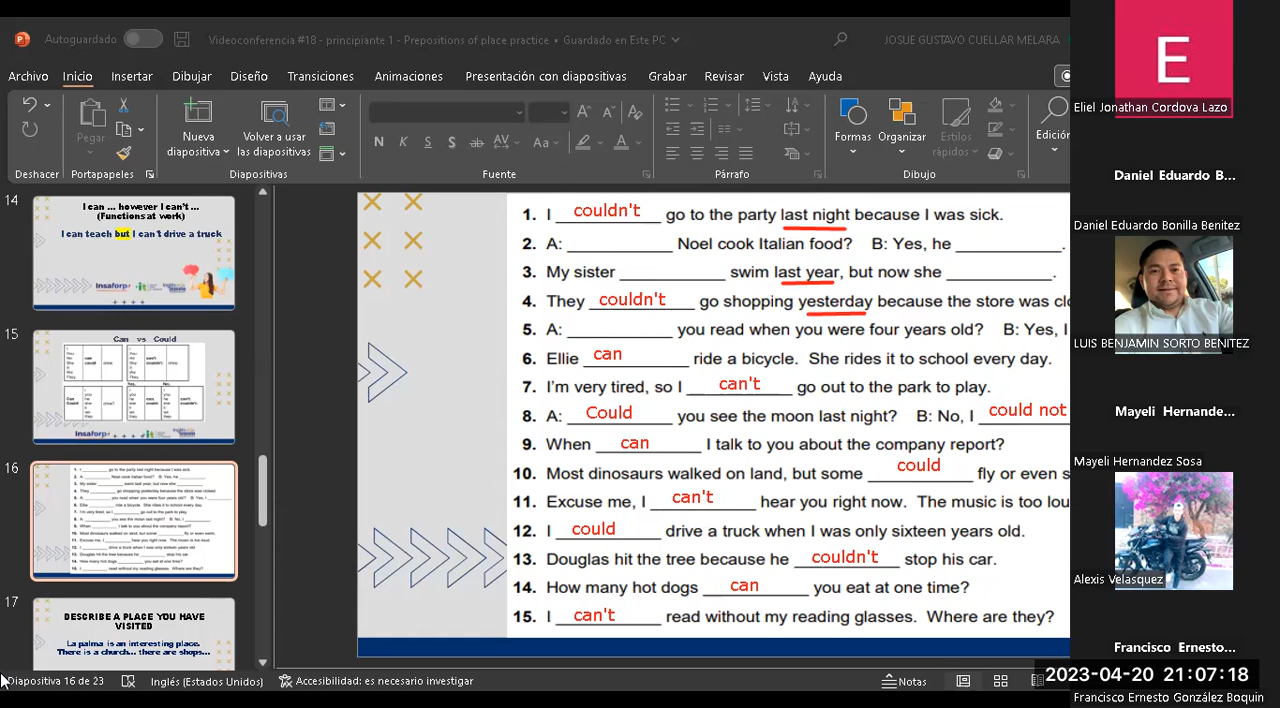 Autoguardado
Videoconferencia #18 - principiante 1 - Prepositions of place practice • Guardado en Este PC
JOSUE GUSTAVO CUELLAR MELARA
Archivo Inicio Insertar Dibujar Diseño Transiciones Animaciones Presentación con diapositivas Grabar Revisar Vista Ayuda
Pegar
Nueva diapositiva
Volver a usar las diapositivas
Formas Organizar Estilos rápidos Edición
Deshacer Portapapeles Diapositivas Fuente Párrafo Dibujo
14
I can ... however I can't ...
(Functions at work)
I can teach but I can't drive a truck
Insaforp
15
Can vs Could
Insaforp
16
17
DESCRIBE A PLACE YOU HAVE
VISITED
La palma is an interesting place.
There is a church... there are shops...
1. I couldn't go to the party last night because I was sick.
2. A: ____________ Noel cook Italian food? B: Yes, he ____________.
3. My sister ____________ swim last year, but now she ____________.
4. They couldn't go shopping yesterday because the store was clo
5. A: ____________ you read when you were four years old? B: Yes, I
6. Ellie can ride a bicycle. She rides it to school every day.
7. I'm very tired, so I can't go out to the park to play.
8. A: Could you see the moon last night? B: No, I could not
9. When can I talk to you about the company report?
10. Most dinosaurs walked on land, but some could fly or even s
11. Excuse me, I can't hear you right now. The music is too lou
12. I could drive a truck when I was only sixteen years old.
13. Douglas hit the tree because he couldn't stop his car.
14. How many hot dogs can you eat at one time?
15. I can't read without my reading glasses. Where are they?
Diapositiva 16 de 23 Inglés (Estados Unidos) Accesibilidad: es necesario investigar Notas
E
Eliel Jonathan Cordova Lazo
Daniel Eduardo B...
Daniel Eduardo Bonilla Benitez
LUIS BENJAMIN SORTO BENITEZ
Mayeli Hernande...
Mayeli Hernandez Sosa
Alexis Velasquez
Francisco Ernesto...
2023-04-20 21:07:18
Francisco Ernesto González Boquin